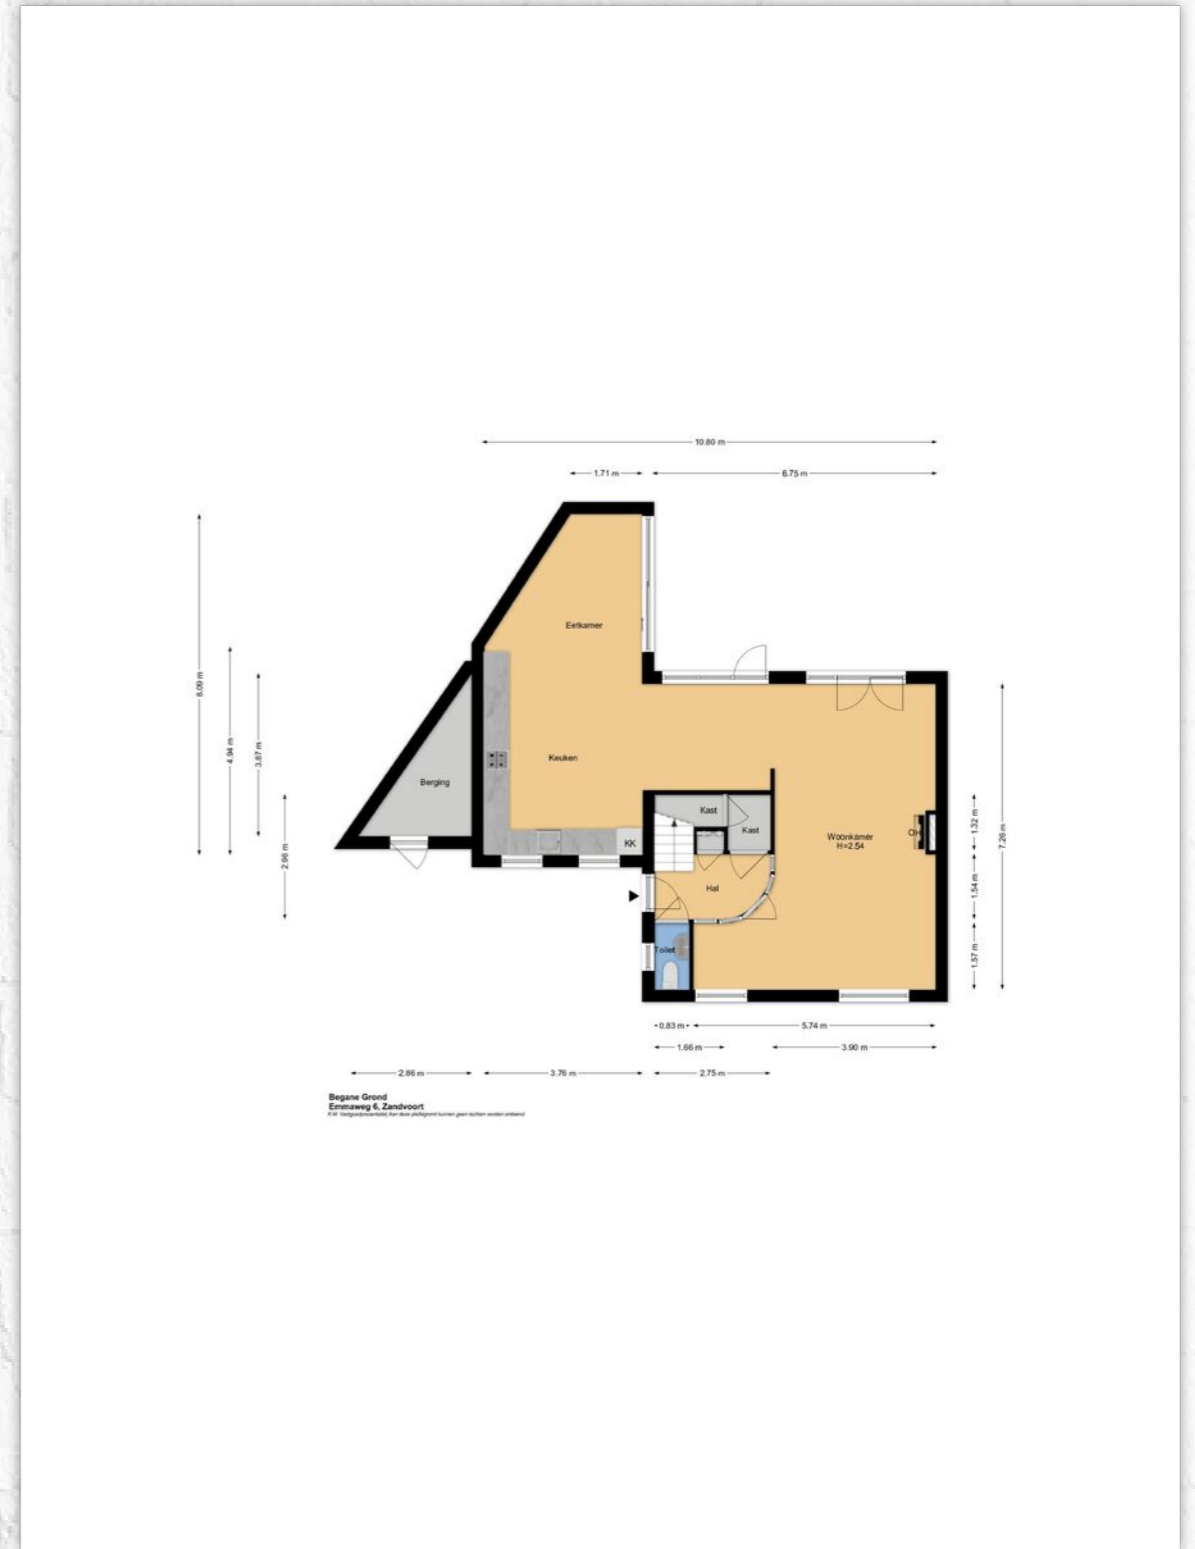 10.80 m
1.71 m
6.75 m
Eetkamer
8.09 m
4.94 m
3.87 m
Keuken
Berging
Kast
Kast
Woonkamer
H=2.54
KK
2.96 m
1.32 m
7.26 m
Hal
1.54 m
Toilet
1.57 m
0.83 m
5.74 m
1.66 m
3.90 m
2.86 m
3.76 m
2.75 m
Begane Grond
Emmaweg 6, Zandvoort